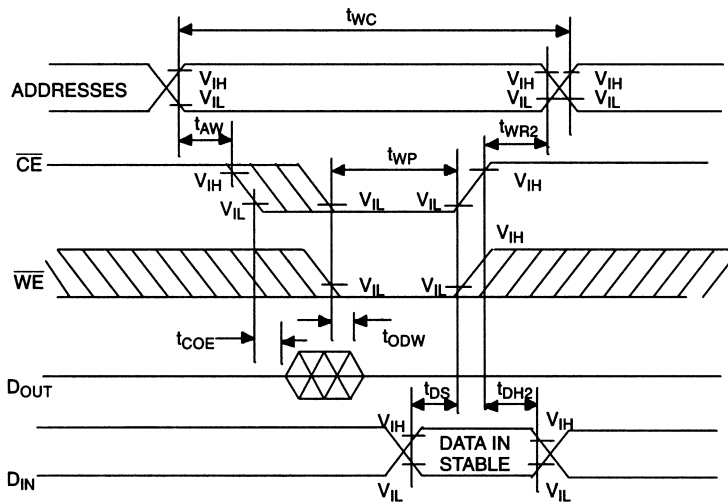 tWC
ADDRESSES
VIH
VIL
VIH
VIL
VIH
VIL
tAW
tWR2
CE
tWP
VIH
VIL
VIL
VIL
VIH
WE
VIH
VIL
VIL
tCOE
tODW
DOUT
tDS
tDH2
VIH
DATA IN
STABLE
VIH
DIN
VIL
VIL